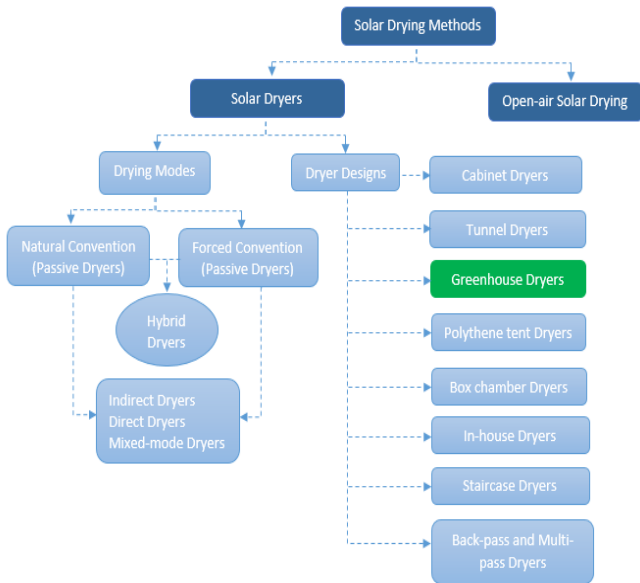 Solar Drying Methods
Solar Dryers
Open-air Solar Drying
Drying Modes
Dryer Designs
Cabinet Dryers
Natural Convention
(Passive Dryers)
Forced Convention
(Passive Dryers)
Tunnel Dryers
Greenhouse Dryers
Hybrid
Dryers
Polythene tent Dryers
Box chamber Dryers
Indirect Dryers
Direct Dryers
Mixed-mode Dryers
In-house Dryers
Staircase Dryers
Back-pass and Multi-
pass Dryers